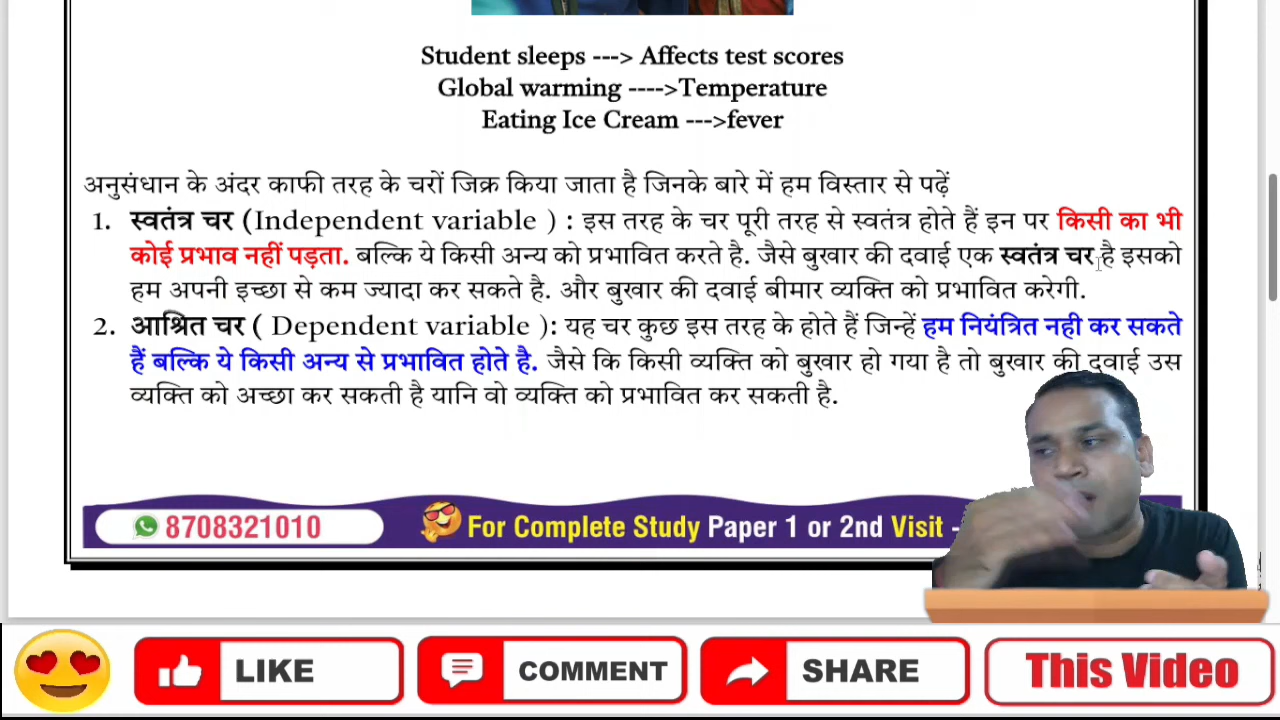 Student sleeps ---> Affects test scores
Global warming ---->Temperature
Eating Ice Cream --->fever
अनुसंधान के अंदर काफी तरह के चरों जिक्र किया जाता है जिनके बारे में हम विस्तार से पढ़ें
1. स्वतंत्र चर (Independent variable ) : इस तरह के चर पूरी तरह से स्वतंत्र होते हैं इन पर किसी का भी
कोई प्रभाव नहीं पड़ता. बल्कि ये किसी अन्य को प्रभावित करते है. जैसे बुखार की दवाई एक स्वतंत्र चर है इसको
हम अपनी इच्छा से कम ज्यादा कर सकते है. और बुखार की दवाई बीमार व्यक्ति को प्रभावित करेगी.
2. आश्रित चर ( Dependent variable ): यह चर कुछ इस तरह के होते हैं जिन्हें हम नियंत्रित नही कर सकते
हैं बल्कि ये किसी अन्य से प्रभावित होते है. जैसे कि किसी व्यक्ति को बुखार हो गया है तो बुखार की दवाई उस
व्यक्ति को अच्छा कर सकती है यानि वो व्यक्ति को प्रभावित कर सकती है.
8708321010 For Complete Study Paper 1 or 2nd Visit -
LIKE COMMENT SHARE This Video